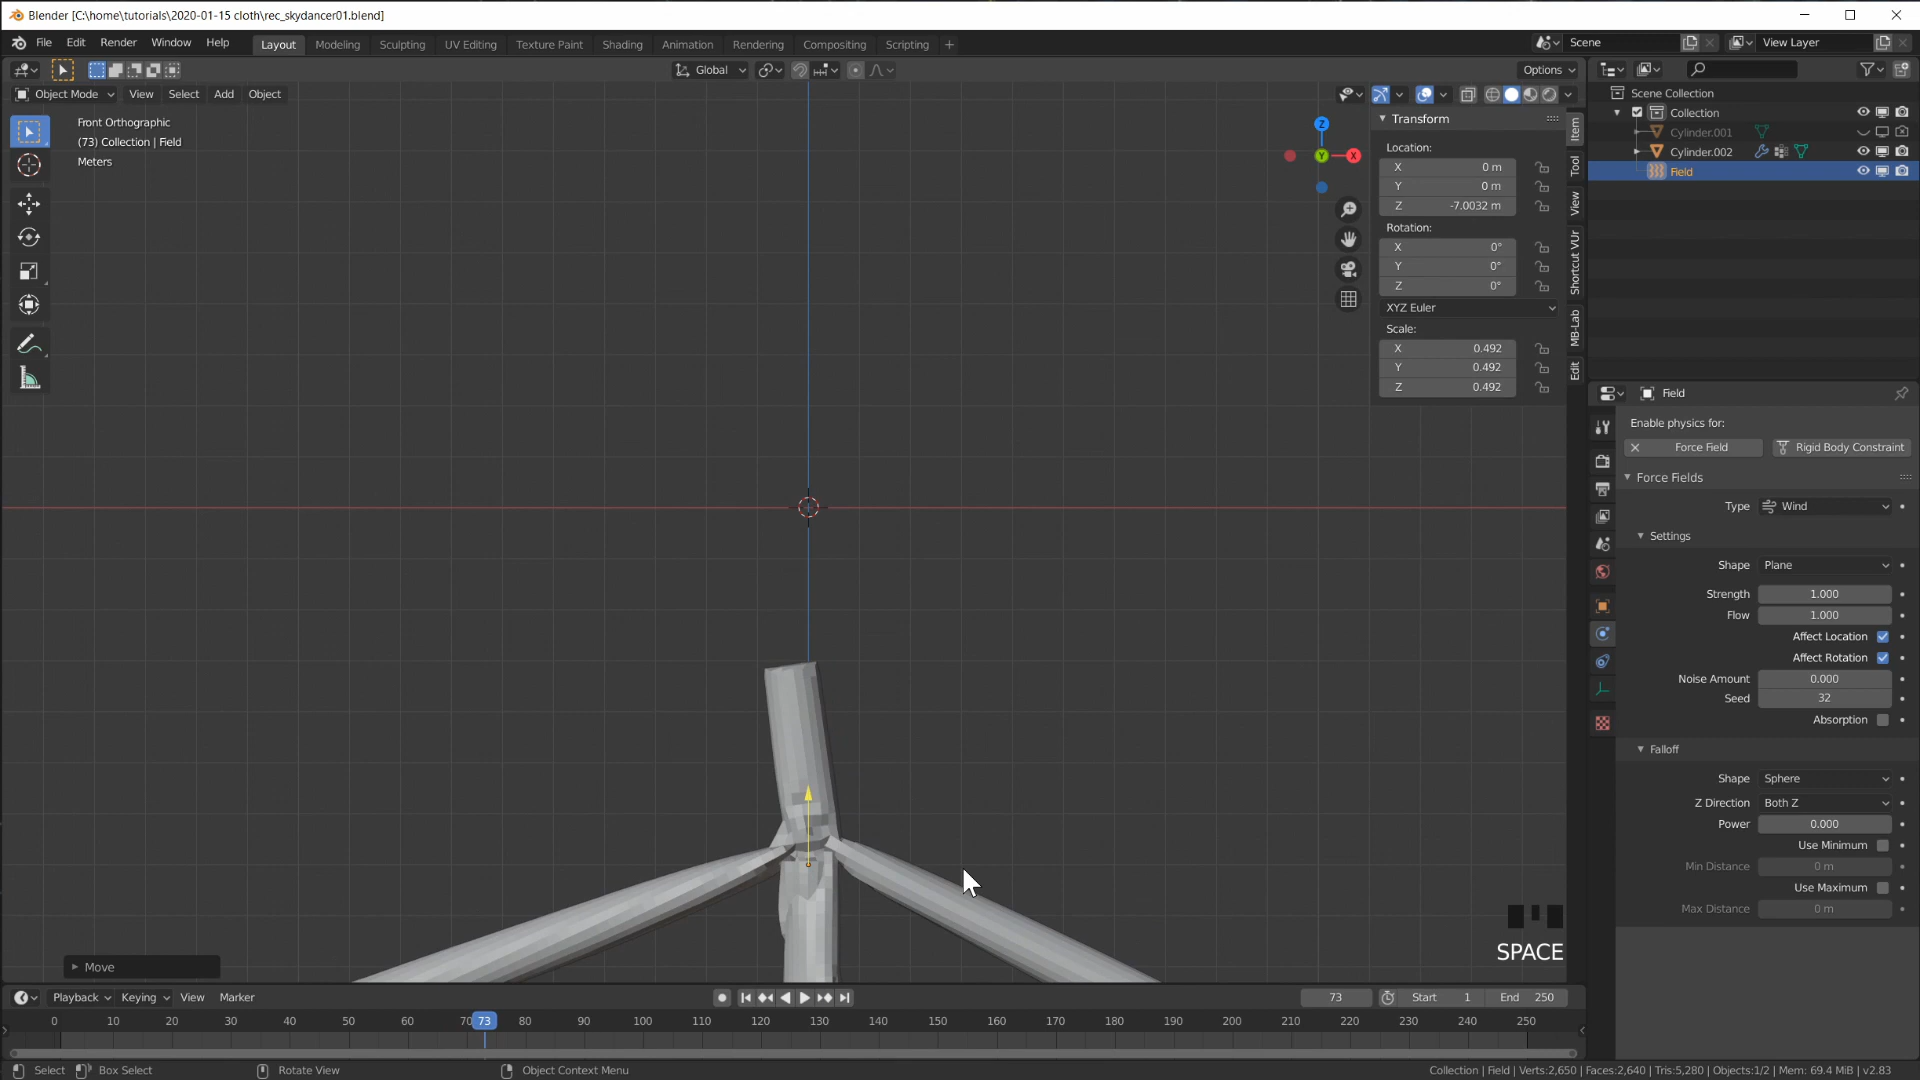 Blender [C:\home\tutorials\2020-01-15 cloth\rec_skydancer01.blend]
File Edit Render Window Help Layout Modeling Sculpting UV Editing Texture Paint Shading Animation Rendering Compositing Scripting + Scene View Layer
Global Options
Object Mode View Select Add Object
Front Orthographic
(73) Collection | Field
Meters
Z
Y
X
Transform
Location:
X 0 m
Y 0 m
Z -7.0032 m
Rotation:
X 0°
Y 0°
Z 0°
XYZ Euler
Scale:
X 0.492
Y 0.492
Z 0.492
Item
Tool
View
Shortcut VUr
MB-Lab
Edit
Scene Collection
Collection
Cylinder.001
Cylinder.002
Field
Field
Enable physics for:
Force Field Rigid Body Constraint
Force Fields
Type Wind
Settings
Shape Plane
Strength 1.000
Flow 1.000
Affect Location
Affect Rotation
Noise Amount 0.000
Seed 32
Absorption
Falloff
Shape Sphere
Z Direction Both Z
Power 0.000
Use Minimum
Min Distance 0 m
Use Maximum
Max Distance 0 m
SPACE
Move
Playback Keying View Marker 73 Start 1 End 250
0 10 20 30 40 50 60 70 73 80 90 100 110 120 130 140 150 160 170 180 190 200 210 220 230 240 250
Select Box Select Rotate View Object Context Menu Collection | Field | Verts:2,650 | Faces:2,640 | Tris:5,280 | Objects:1/2 | Mem: 69.4 MiB | v2.83